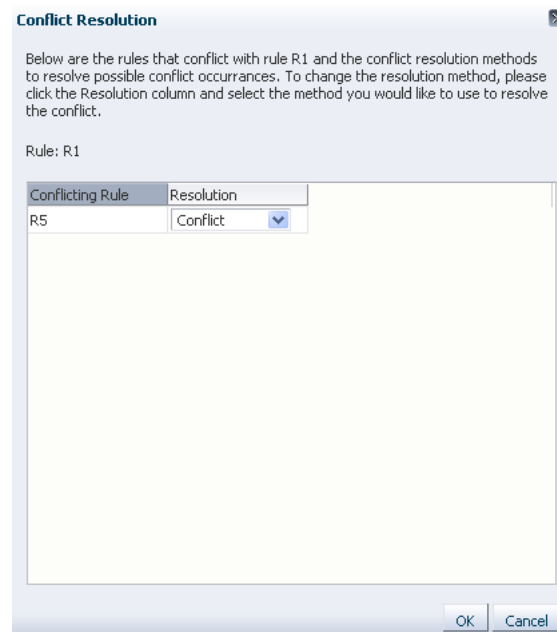 Conflict Resolution
Below are the rules that conflict with rule R1 and the conflict resolution methods
to resolve possible conflict occurrances. To change the resolution method, please
click the Resolution column and select the method you would like to use to resolve
the conflict.
Rule: R1
Conflicting Rule Resolution
R5 Conflict
OK Cancel